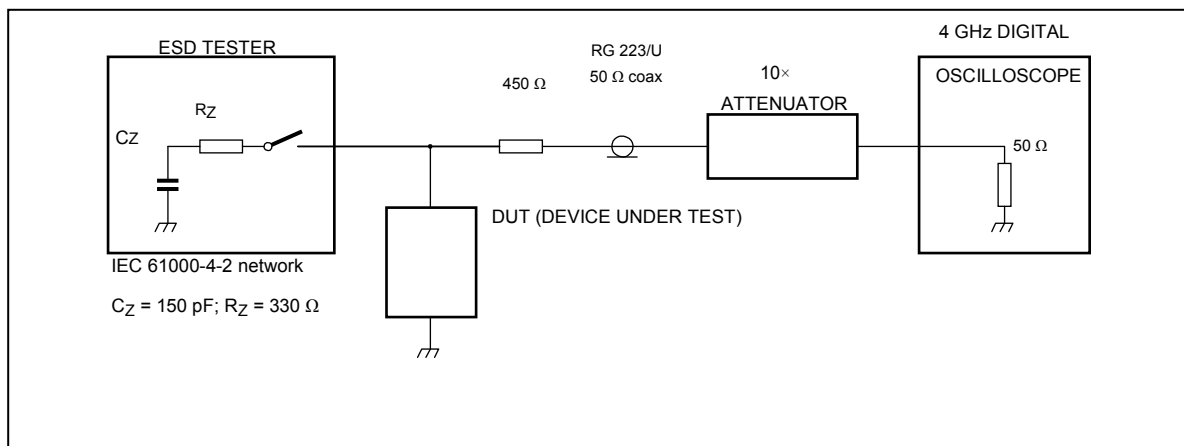 ESD TESTER
RZ
CZ
IEC 61000-4-2 network
CZ = 150 pF; RZ = 330 Ω
450 Ω
RG 223/U
50 Ω coax
10×
ATTENUATOR
DUT (DEVICE UNDER TEST)
4 GHz DIGITAL
OSCILLOSCOPE
50 Ω